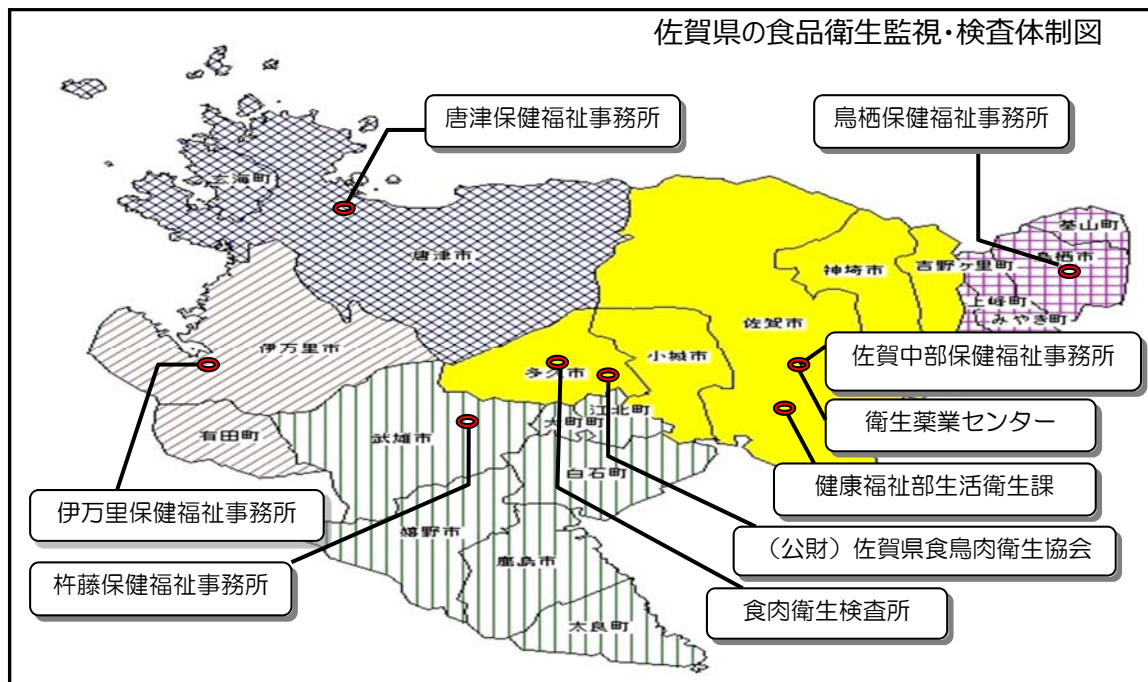 佐賀県の食品衛生監視・検査体制図
唐津保健福祉事務所
鳥栖保健福祉事務所
玄海町
基山町
鳥栖市
唐津市
神埼市
吉野ヶ里町
上峰町
みやき町
佐賀市
伊万里市
小城市
多久市
佐賀中部保健福祉事務所
江北町
大町町
衛生薬業センター
有田町
武雄市
白石町
健康福祉部生活衛生課
伊万里保健福祉事務所
嬉野市
(公財)佐賀県食鳥肉衛生協会
鹿島市
杵藤保健福祉事務所
食肉衛生検査所
太良町